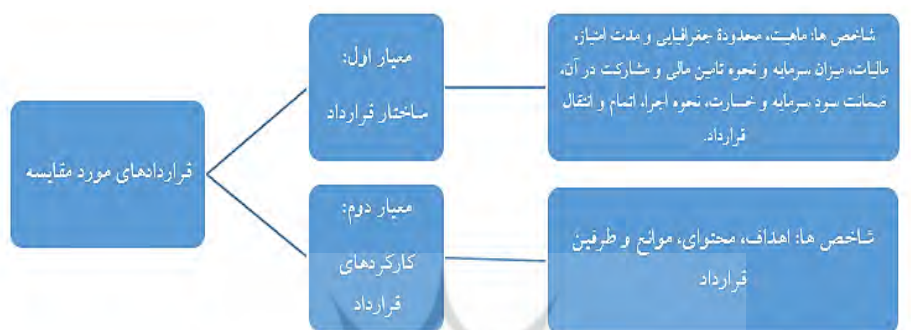 قراردادهای مورد مقایسه
معیار اول:
ساختار قرارداد
شاخص ها: ماهیت، محدودهٔ جغرافیایی و مدت امتیاز،
مالیات، میزان سرمایه و نحوه تامین مالی و مشارکت در آن،
ضمانت سود سرمایه و خسارت، نحوه اجرا، اتمام و انتقال
قرارداد.
معیار دوم:
کارکردهای
قرارداد
شاخص ها: اهداف، محتوای، موانع و طرفین
قرارداد